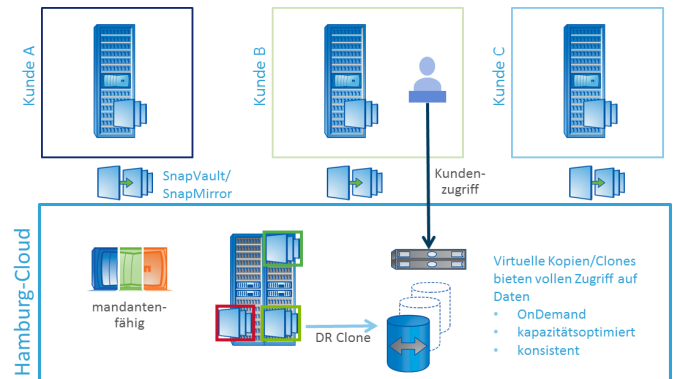 Kunde A
Kunde B
Kunde C
SnapVault/
SnapMirror
Kunden-
zugriff
Hamburg-Cloud
mandanten-
fähig
DR Clone
Virtuelle Kopien/Clones
bieten vollen Zugriff auf
Daten
• OnDemand
• kapazitätsoptimiert
• konsistent